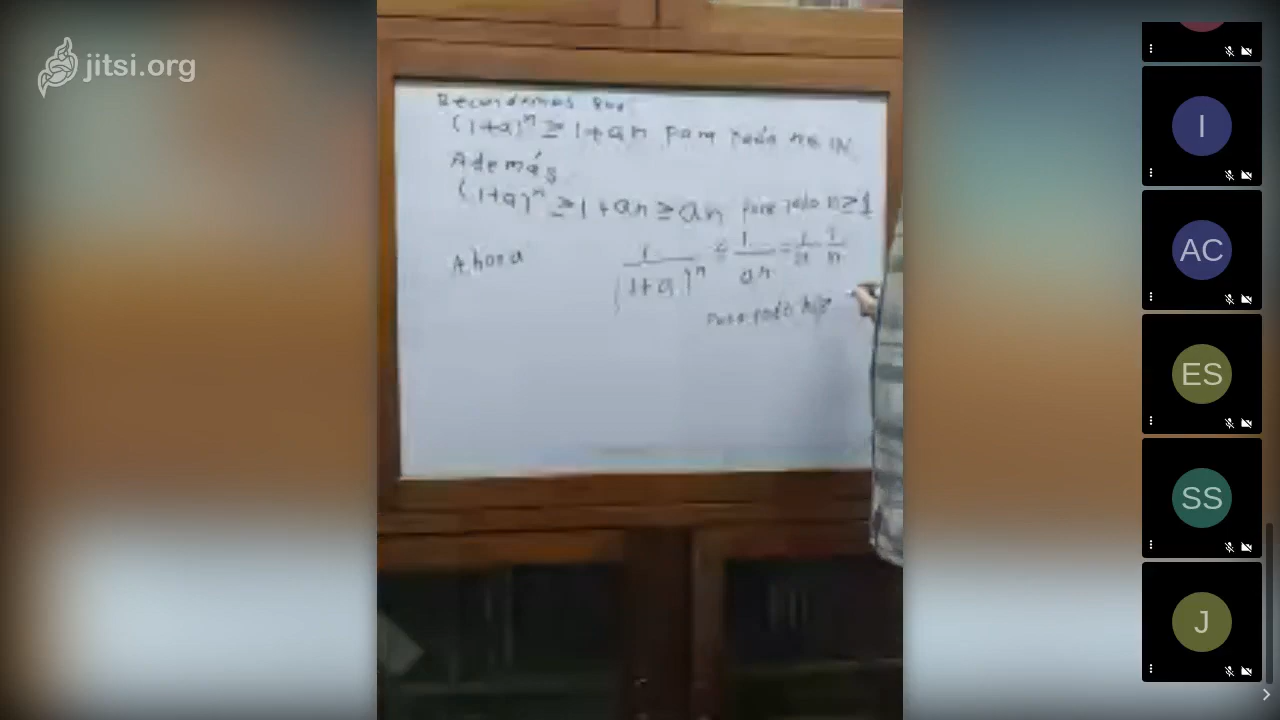 jitsi.org
Recordemos que:
(1+a)^n ≥ 1+an para todo n∈ IN
Además
(1+a)^n ≥ 1+an ≥ an para todo n≥1
Ahora 1/(1+a)^n ≤ 1/an = 1/a 1/n
para todo
I
AC
ES
SS
J